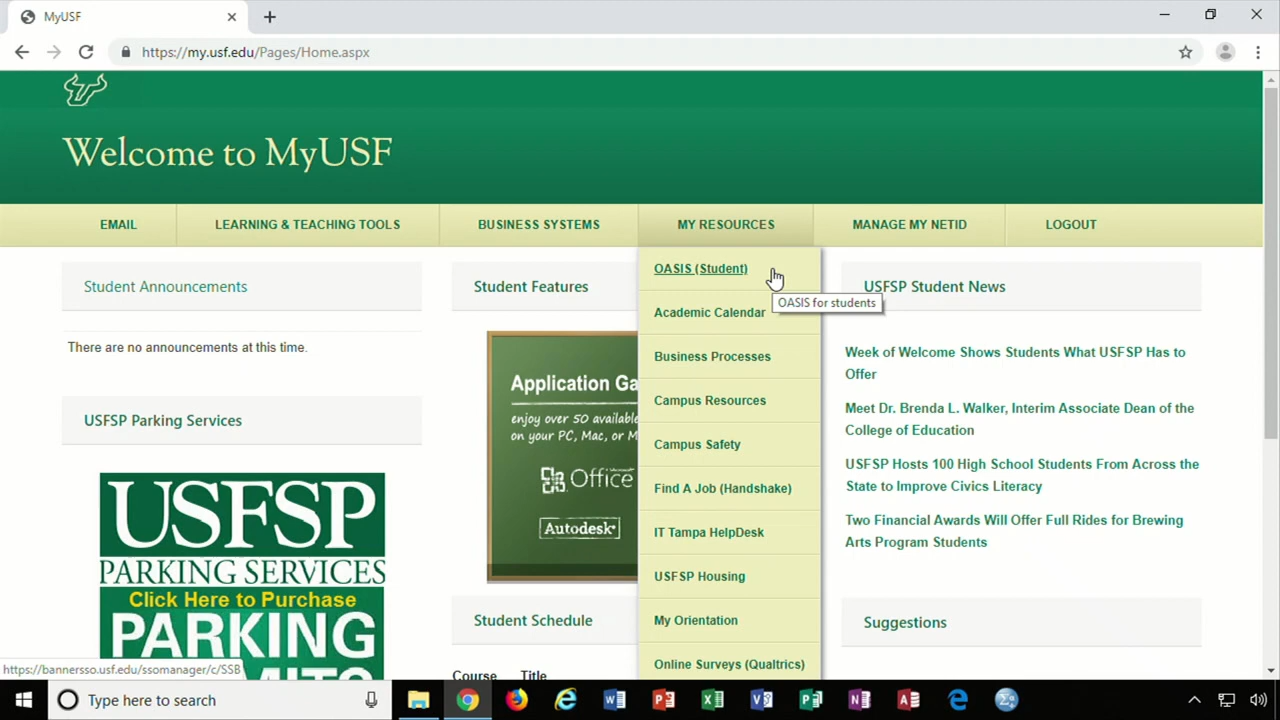 MyUSF
https://my.usf.edu/Pages/Home.aspx
Welcome to MyUSF
EMAIL
LEARNING & TEACHING TOOLS
BUSINESS SYSTEMS
MY RESOURCES
MANAGE MY NETID
LOGOUT
Student Announcements
There are no announcements at this time.
USFSP Parking Services
USFSP
PARKING SERVICES
Click Here to Purchase
PARKING
Student Features
Application Ga
enjoy over 50 available
on your PC, Mac, or M
Microsoft
Office
Autodesk
Student Schedule
Course Title
OASIS (Student)
OASIS for students
Academic Calendar
Business Processes
Campus Resources
Campus Safety
Find A Job (Handshake)
IT Tampa HelpDesk
USFSP Housing
My Orientation
Online Surveys (Qualtrics)
USFSP Student News
Week of Welcome Shows Students What USFSP Has to
Offer
Meet Dr. Brenda L. Walker, Interim Associate Dean of the
College of Education
USFSP Hosts 100 High School Students From Across the
State to Improve Civics Literacy
Two Financial Awards Will Offer Full Rides for Brewing
Arts Program Students
Suggestions
https://bannersso.usf.edu/ssomanager/c/SSB
Type here to search